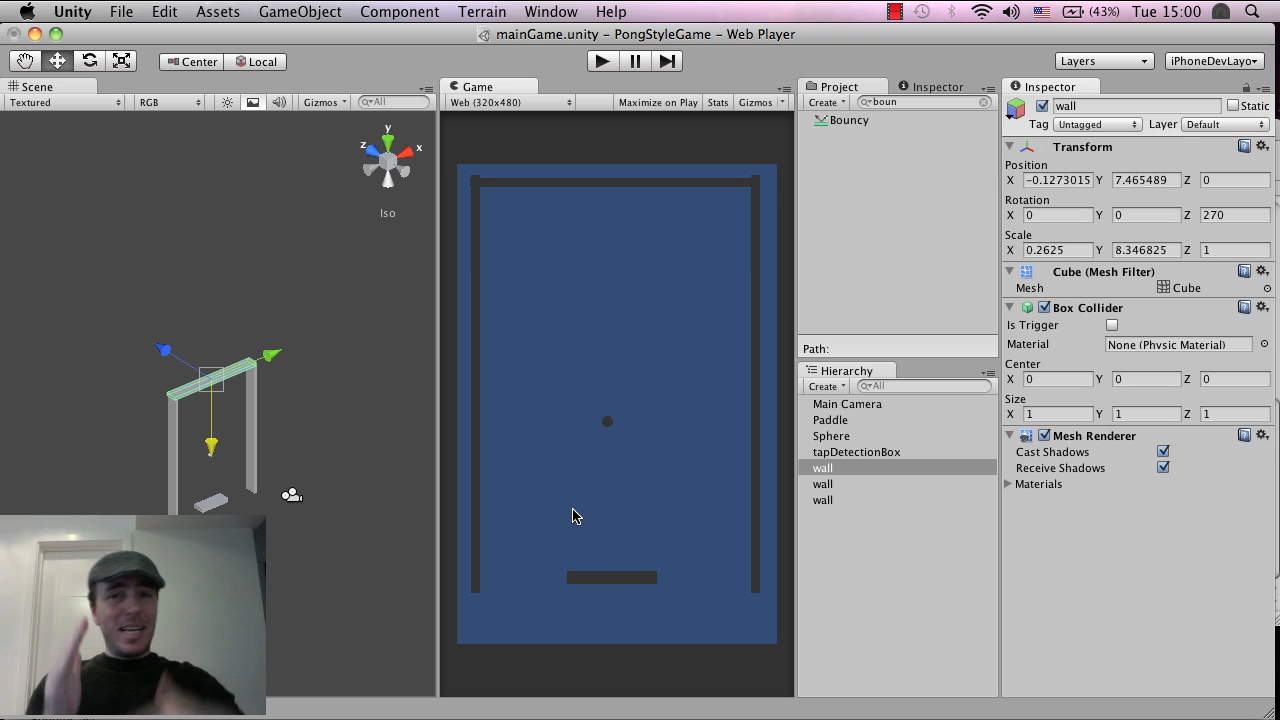 Unity File Edit Assets GameObject Component Terrain Window Help (43%) Tue 15:00
mainGame.unity - PongStyleGame - Web Player
Center Local Layers iPhoneDevLayo
Scene
Textured RGB Gizmos All
y
z x
Iso
Game
Web (320x480) Maximize on Play Stats Gizmos
Project Inspector
Create boun
Bouncy
Path:
Hierarchy
Create All
Main Camera
Paddle
Sphere
tapDetectionBox
wall
wall
wall
Inspector
wall Static
Tag Untagged Layer Default
Transform
Position
X -0.1273015 Y 7.465489 Z 0
Rotation
X 0 Y 0 Z 270
Scale
X 0.2625 Y 8.346825 Z 1
Cube (Mesh Filter)
Mesh Cube
Box Collider
Is Trigger
Material None (Physic Material)
Center
X 0 Y 0 Z 0
Size
X 1 Y 1 Z 1
Mesh Renderer
Cast Shadows
Receive Shadows
Materials